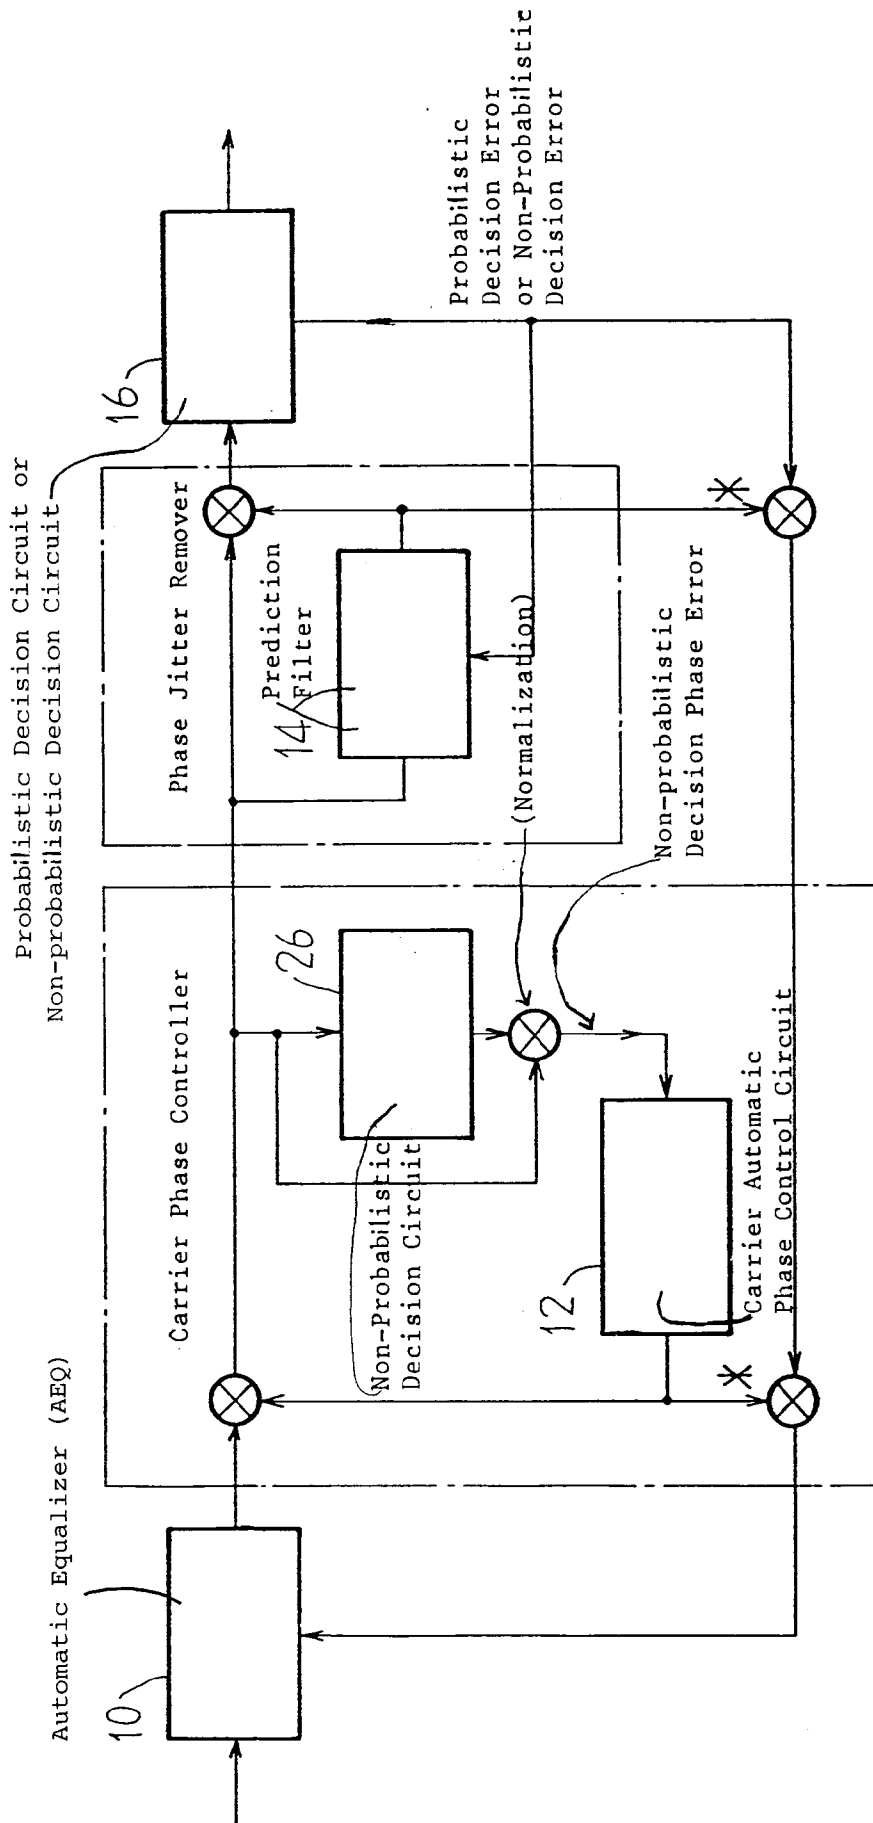 Automatic Equalizer (AEQ)
10
Carrier Phase Controller
Non-Probabilistic
Decision Circuit
26
12
Carrier Automatic
Phase Control Circuit
(Normalization)
Non-probabilistic
Decision Phase Error
Phase Jitter Remover
14
Prediction
Filter
Probabilistic Decision Circuit or
Non-probabilistic Decision Circuit
16
Probabilistic
Decision Error
or Non-Probabilistic
Decision Error